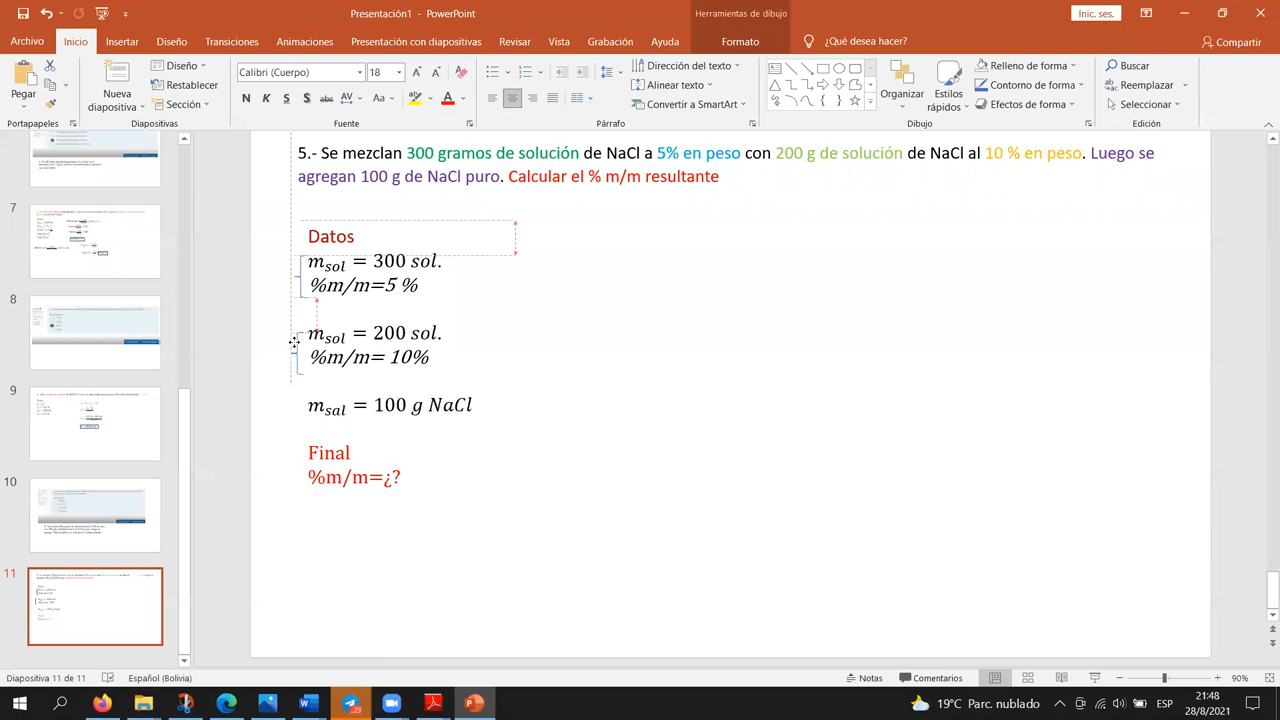 Herramientas de dibujo
Presentación1 - PowerPoint
Inic. ses.
Archivo Inicio Insertar Diseño Transiciones Animaciones Presentación con diapositivas Revisar Vista Grabación Ayuda Formato ¿Qué desea hacer? Compartir
Pegar
Nueva diapositiva
Diseño
Restablecer
Sección
Calibri (Cuerpo) 18
N K S S abc AV Aa A
Dirección del texto
Alinear texto
Convertir a SmartArt
Organizar
Estilos rápidos
Relleno de forma
Contorno de forma
Efectos de forma
Buscar
Reemplazar
Seleccionar
Portapapeles Diapositivas Fuente Párrafo Dibujo Edición
7
8
9
10
11
5.- Se mezclan 300 gramos de solución de NaCl a 5% en peso con 200 g de solución de NaCl al 10 % en peso. Luego se
agregan 100 g de NaCl puro. Calcular el % m/m resultante
Datos
m_sol = 300 sol.
%m/m=5 %
m_sol = 200 sol.
%m/m= 10%
m_sal = 100 g NaCl
Final
%m/m=¿?
Diapositiva 11 de 11 Español (Bolivia) Notas Comentarios 90%
19°C Parc. nublado ESP 21:48
28/8/2021